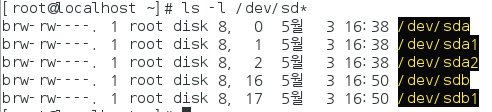 [root@localhost ~]# ls -l /dev/sd*
brw-rw----. 1 root disk 8,  0  5월  3 16:38 /dev/sda
brw-rw----. 1 root disk 8,  1  5월  3 16:38 /dev/sda1
brw-rw----. 1 root disk 8,  2  5월  3 16:38 /dev/sda2
brw-rw----. 1 root disk 8, 16  5월  3 16:50 /dev/sdb
brw-rw----. 1 root disk 8, 17  5월  3 16:50 /dev/sdb1